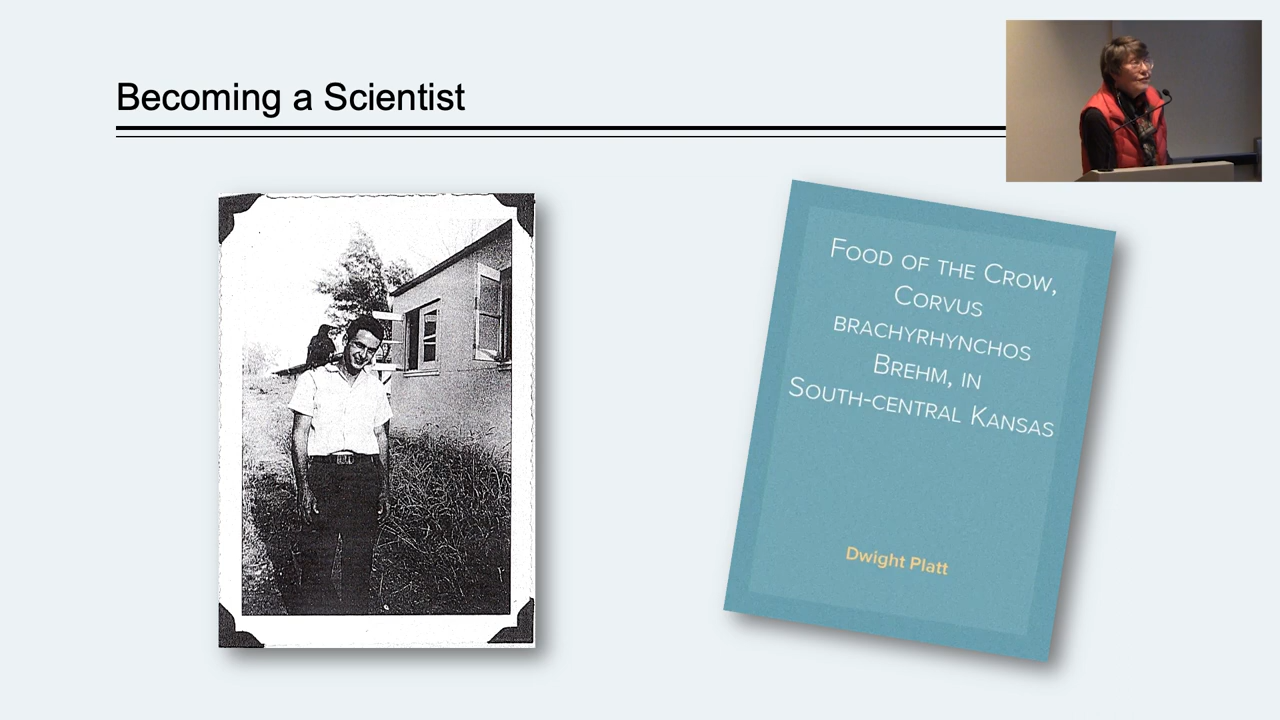 Becoming a Scientist
Food of the Crow,
Corvus
brachyrhynchos
Brehm, in
South-central Kansas
Dwight Platt